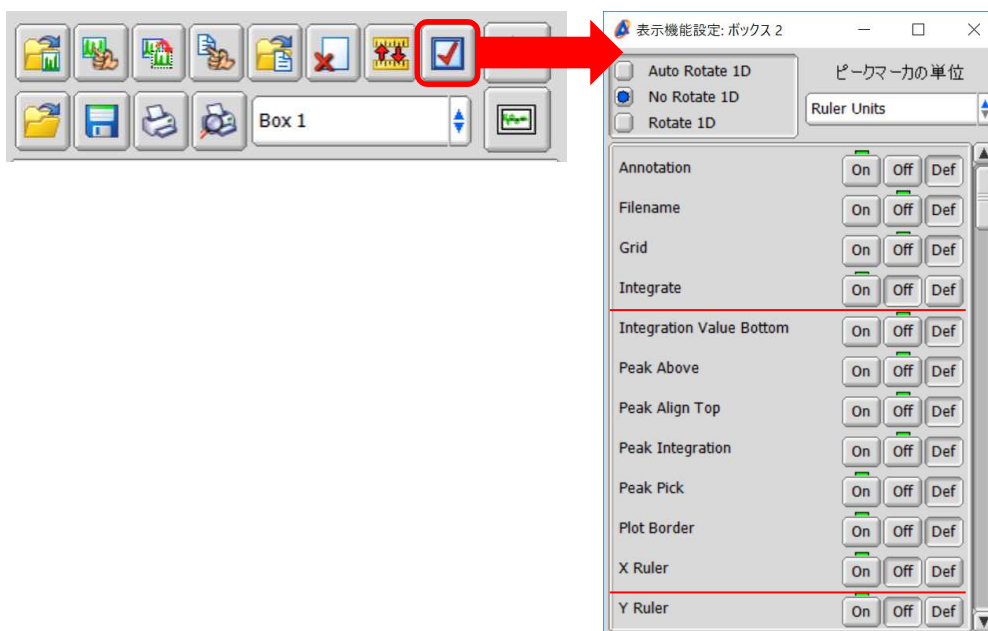 Box 1
表示機能設定: ボックス 2
Auto Rotate 1D
No Rotate 1D
Rotate 1D
ピークマーカの単位
Ruler Units
Annotation On Off Def
Filename On Off Def
Grid On Off Def
Integrate On Off Def
Integration Value Bottom On Off Def
Peak Above On Off Def
Peak Align Top On Off Def
Peak Integration On Off Def
Peak Pick On Off Def
Plot Border On Off Def
X Ruler On Off Def
Y Ruler On Off Def